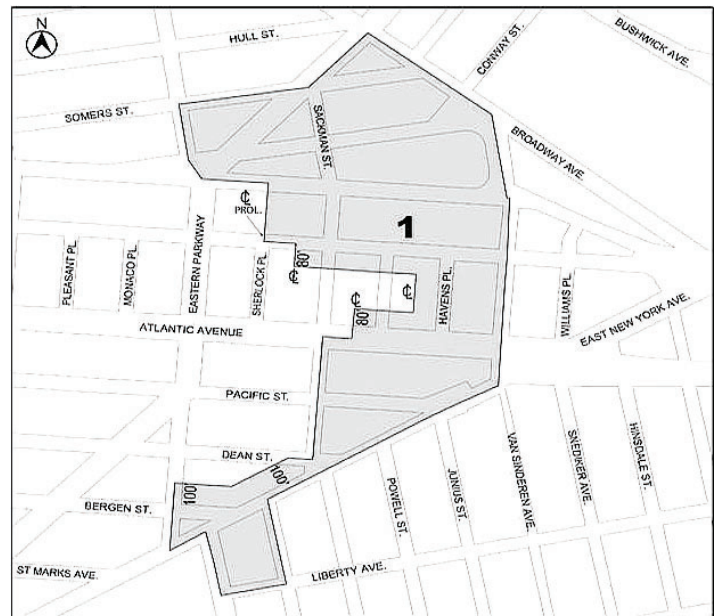 N
HULL ST.
CONWAY ST.
BUSHWICK AVE.
SOMERS ST.
SACKMAN ST.
BROADWAY AVE.
℄
PROL.
1
PLEASANT PL.
MONACO PL.
EASTERN PARKWAY
SHERLOCK PL.
80'
℄
℄
℄
80'
HAVENS PL.
WILLIAMS PL.
EAST NEW YORK AVE.
ATLANTIC AVENUE
PACIFIC ST.
DEAN ST.
100'
100'
BERGEN ST.
POWELL ST.
JUNIUS ST.
VAN SINDEREN AVE.
SNEDIKER AVE.
HINSDALE ST.
ST MARKS AVE.
LIBERTY AVE.